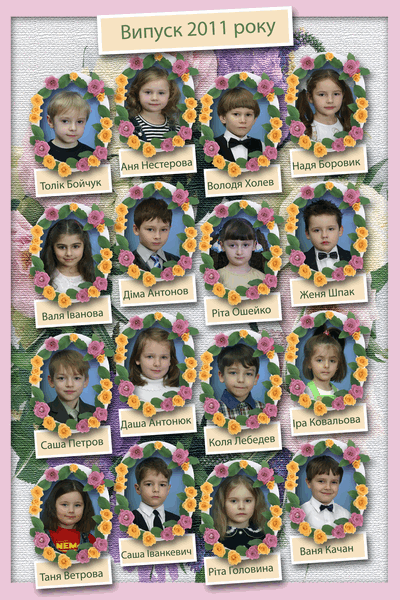 Випуск 2011 року
Толік Бойчук
Аня Нестерова
Володя Холев
Надя Боровик
Валя Іванова
Діма Антонов
Ріта Ошейко
Женя Шпак
Саша Петров
Даша Антонюк
Коля Лебедев
Іра Ковальова
NEM
Таня Ветрова
Саша Іванкевич
Ріта Головина
Ваня Качан